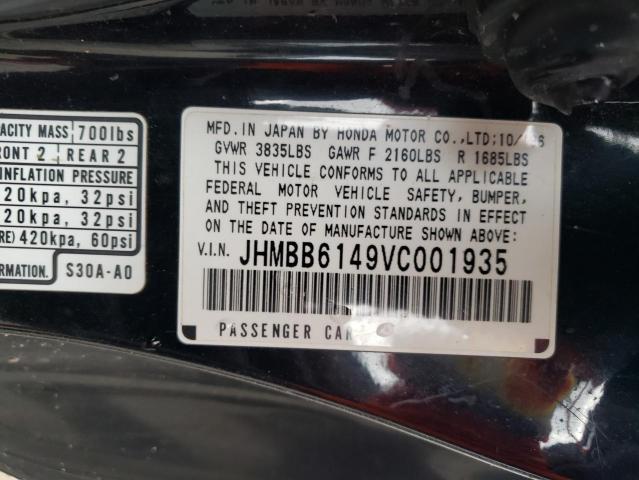 ACITY MASS 700lbs
RONT 2 REAR 2
INFLATION PRESSURE
20kpa, 32psi
20kpa, 32psi
RE) 420kpa, 60psi
RMATION. S30A-A0
MFD. IN JAPAN BY HONDA MOTOR CO., LTD; 10/ 6
GVWR 3835LBS GAWR F 2160LBS R 1685LBS
THIS VEHICLE CONFORMS TO ALL APPLICABLE
FEDERAL MOTOR VEHICLE SAFETY, BUMPER,
AND THEFT PREVENTION STANDARDS IN EFFECT
ON THE DATE OF MANUFACTURE SHOWN ABOVE:
V.I.N. JHMBB6149VC001935
PASSENGER CAR